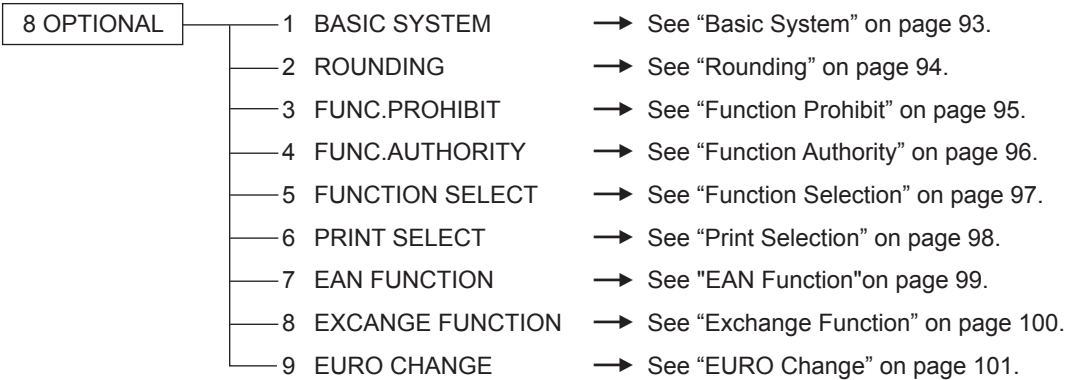 8 OPTIONAL 1 BASIC SYSTEM See “Basic System” on page 93.
2 ROUNDING See “Rounding” on page 94.
3 FUNC.PROHIBIT See “Function Prohibit” on page 95.
4 FUNC.AUTHORITY See “Function Authority” on page 96.
5 FUNCTION SELECT See “Function Selection” on page 97.
6 PRINT SELECT See “Print Selection” on page 98.
7 EAN FUNCTION See "EAN Function"on page 99.
8 EXCANGE FUNCTION See “Exchange Function” on page 100.
9 EURO CHANGE See “EURO Change” on page 101.